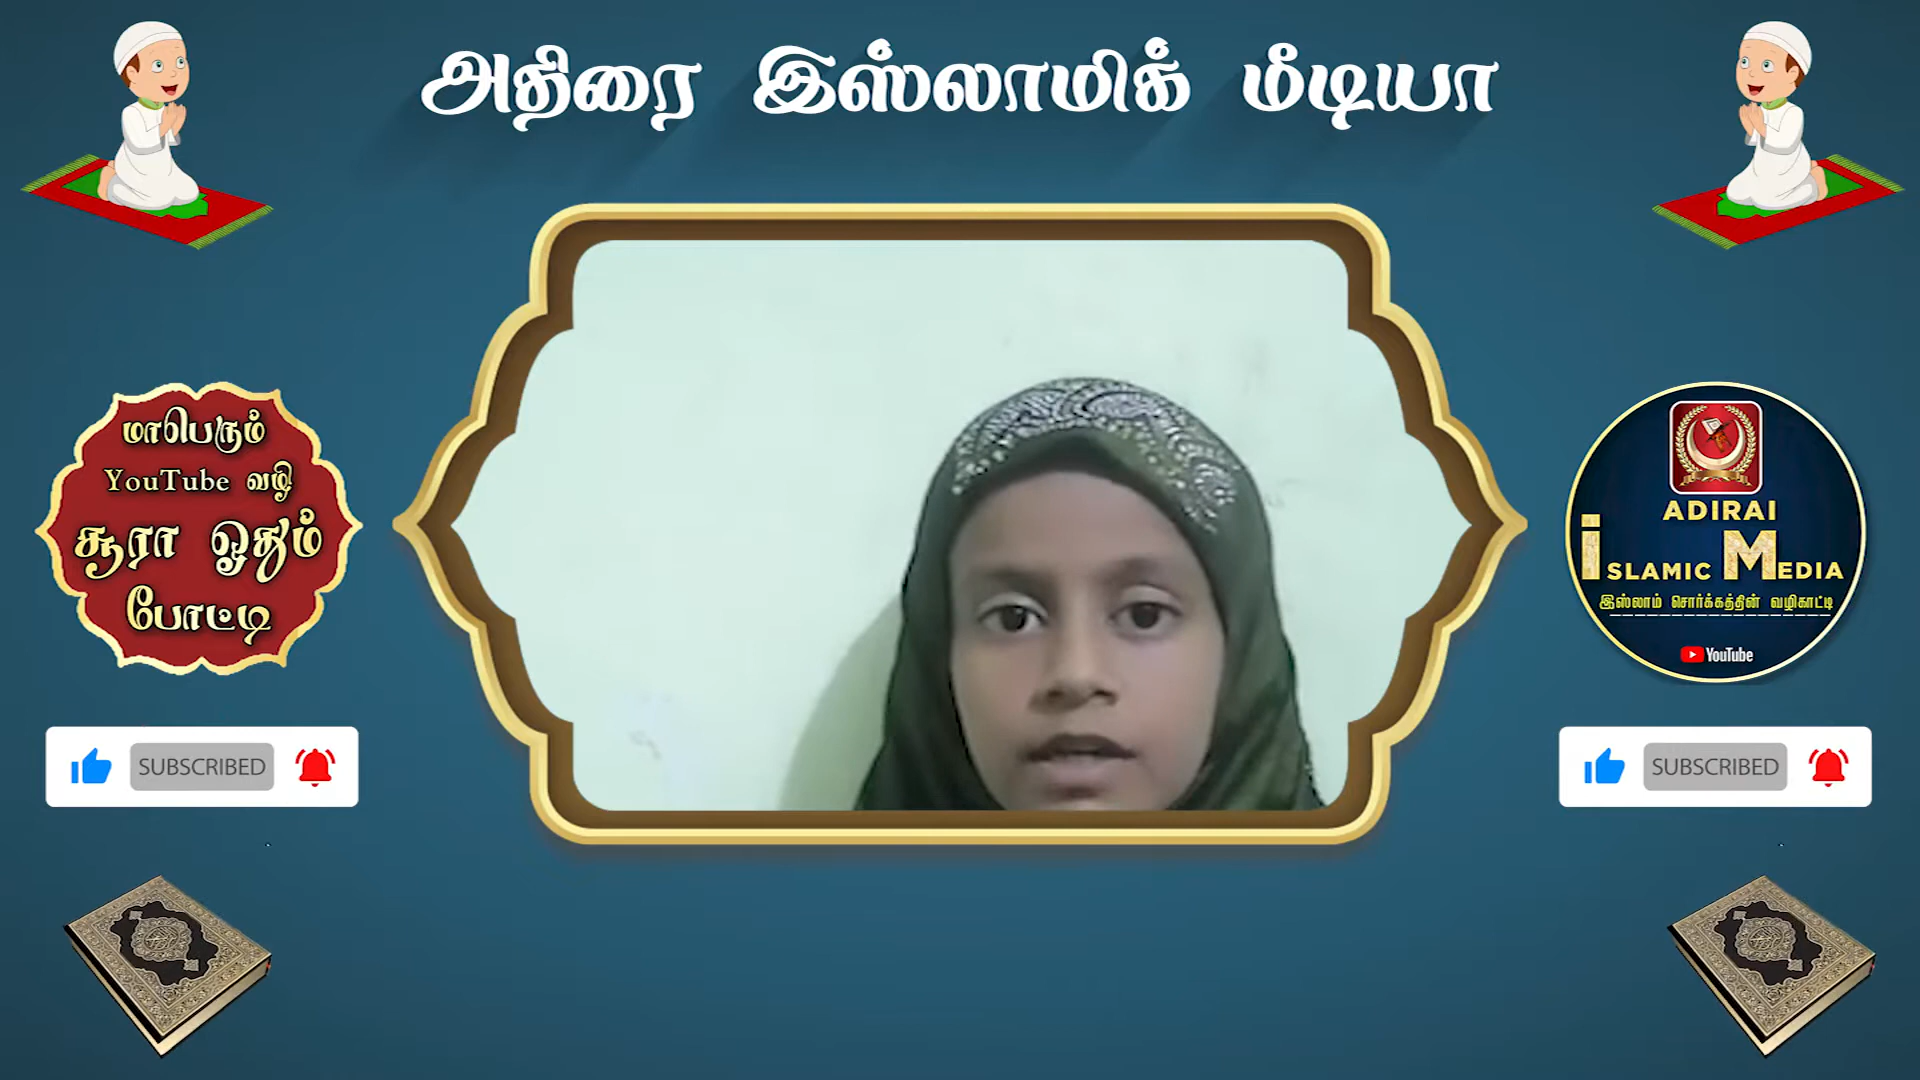 அதிரை இஸ்லாமிக் மீடியா
மாபெரும்
YouTube வழி
சூரா ஓதும்
போட்டி
ADIRAI
iSLAMIC MEDIA
இஸ்லாம் சொர்க்கத்தின் வழிகாட்டி
YouTube
SUBSCRIBED
SUBSCRIBED